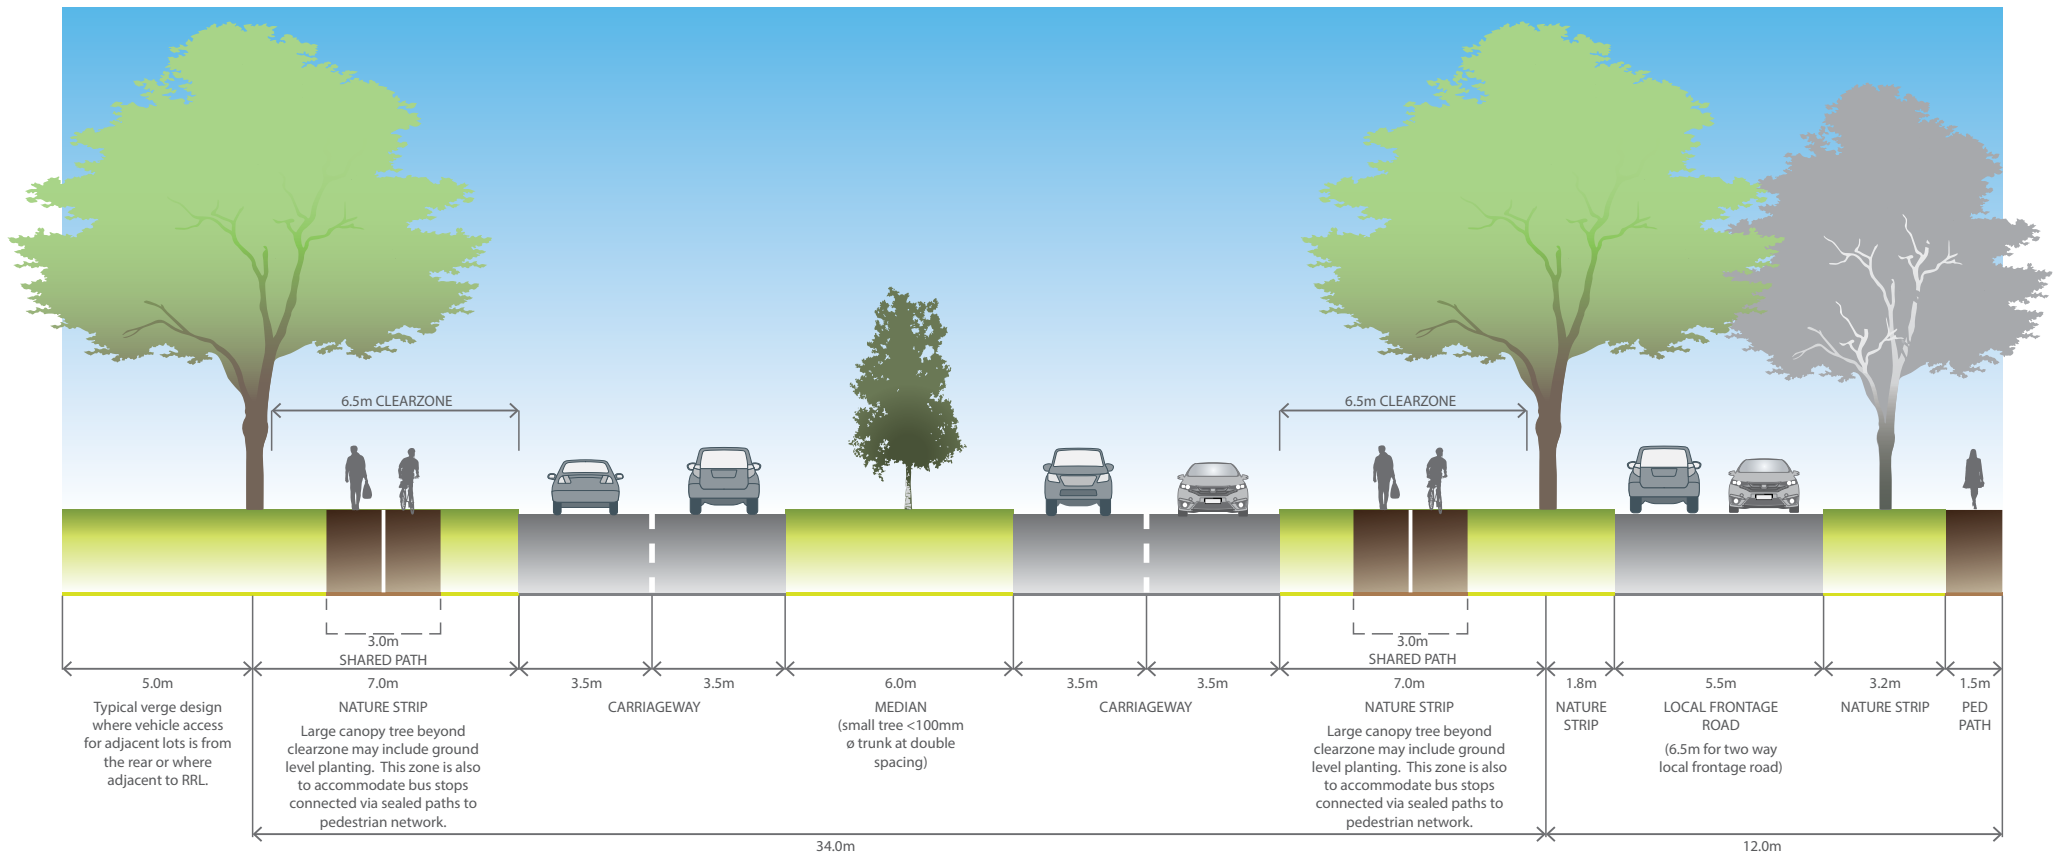 6.5m CLEARZONE
6.5m CLEARZONE
3.0m
SHARED PATH
3.0m
SHARED PATH
5.0m
7.0m
3.5m
3.5m
6.0m
3.5m
3.5m
7.0m
1.8m
5.5m
3.2m
1.5m
Typical verge design
where vehicle access
for adjacent lots is from
the rear or where
adjacent to RRL.
NATURE STRIP
Large canopy tree beyond
clearzone may include ground
level planting. This zone is also
to accommodate bus stops
connected via sealed paths to
pedestrian network.
CARRIAGEWAY
MEDIAN
(small tree <100mm
ø trunk at double
spacing)
CARRIAGEWAY
NATURE STRIP
Large canopy tree beyond
clearzone may include ground
level planting. This zone is also
to accommodate bus stops
connected via sealed paths to
pedestrian network.
NATURE
STRIP
LOCAL FRONTAGE
ROAD
(6.5m for two way
local frontage road)
NATURE STRIP
PED
PATH
34.0m
12.0m